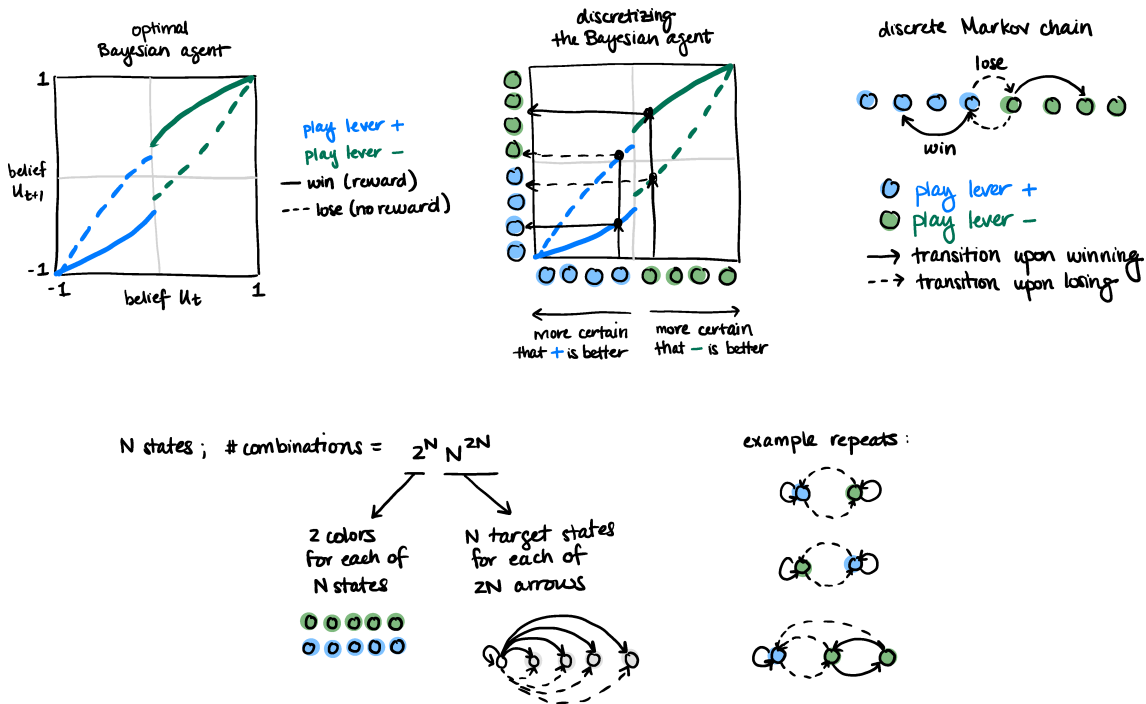 optimal
Bayesian agent
1
belief
U_{t+1}
-1
-1
1
belief U_t
play lever +
play lever -
win (reward)
lose (no reward)
discretizing
the Bayesian agent
more certain
that + is better
more certain
that - is better
discrete Markov chain
lose
win
play lever +
play lever -
transition upon winning
transition upon losing
N states; # combinations = 2^N N^{2N}
2 colors
for each of
N states
N target states
for each of
2N arrows
example repeats: